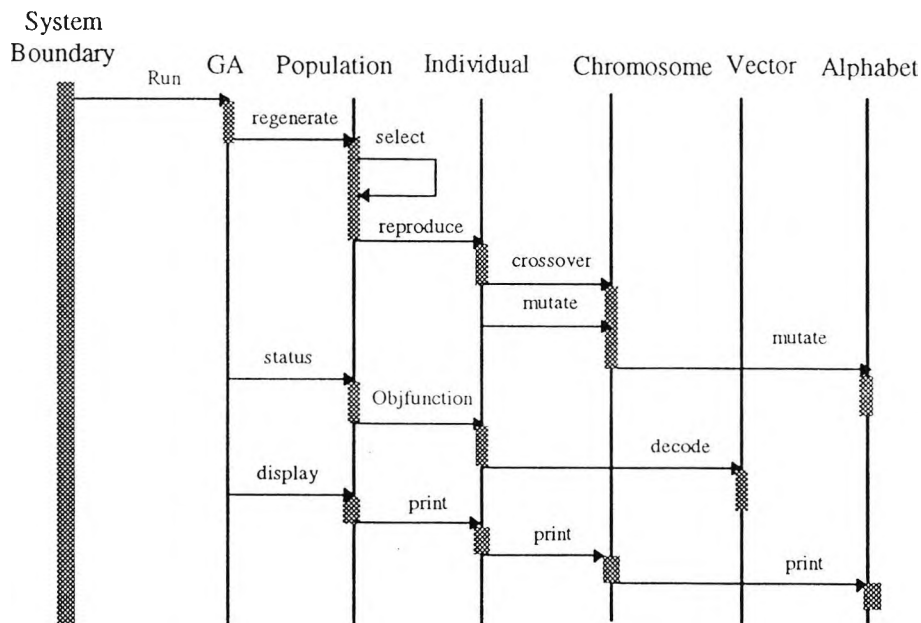 System
Boundary
GA
Population
Individual
Chromosome
Vector
Alphabet
Run
regenerate
select
reproduce
crossover
mutate
mutate
status
Objfunction
decode
display
print
print
print